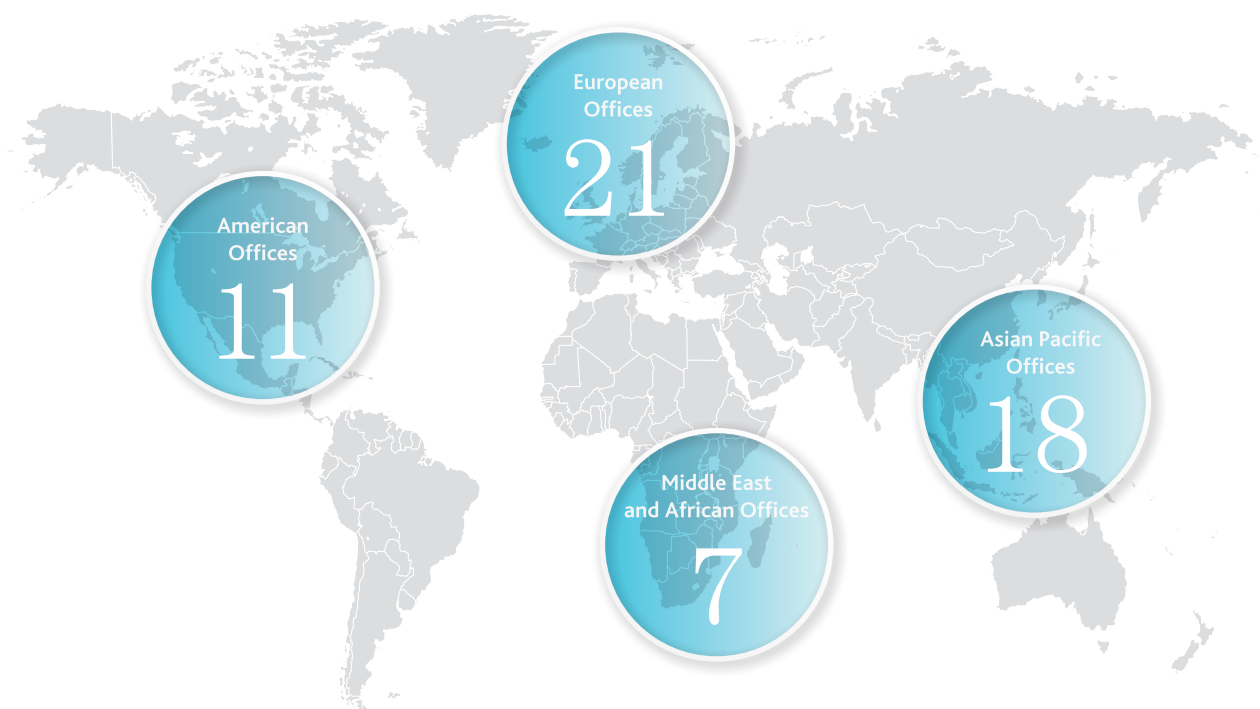 European
Offices
21
American
Offices
11
Asian Pacific
Offices
18
Middle East
and African Offices
7